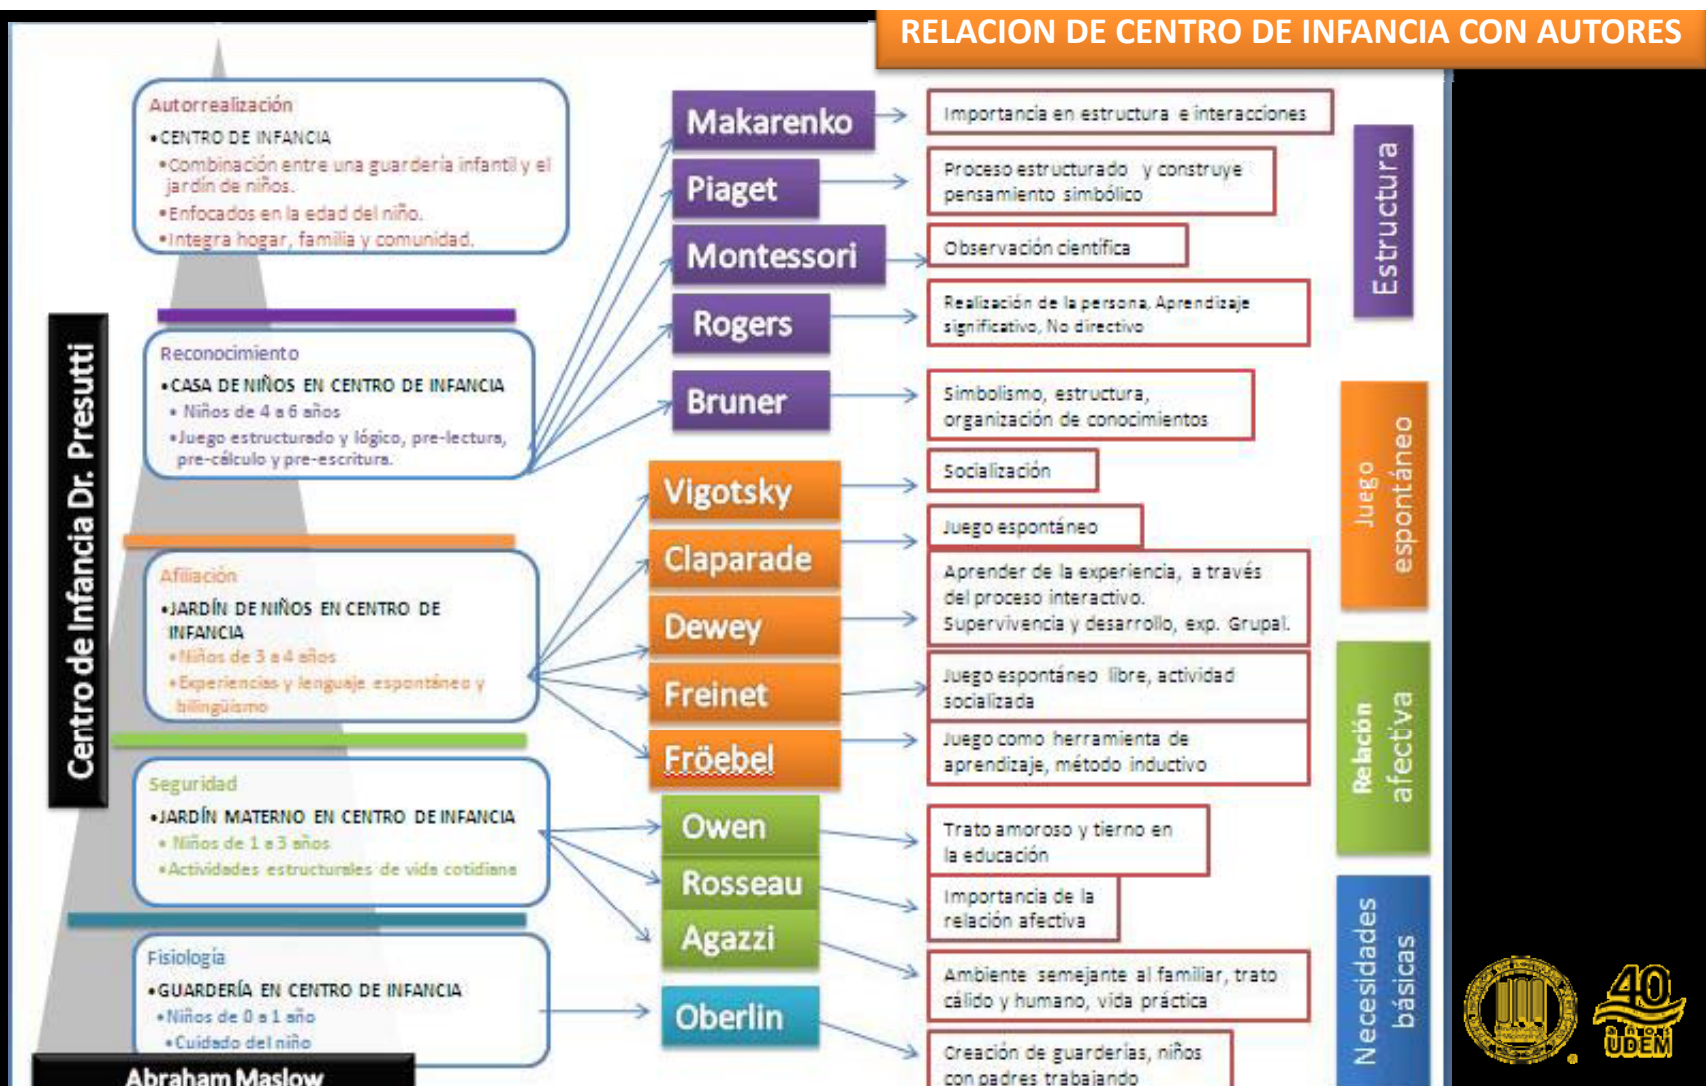 RELACION DE CENTRO DE INFANCIA CON AUTORES
Centro de Infancia Dr. Presutti
Autorrealización
•CENTRO DE INFANCIA
•Combinación entre una guardería infantil y el
jardín de niños.
•Enfocados en la edad del niño.
•Integra hogar, familia y comunidad.
Reconocimiento
•CASA DE NIÑOS EN CENTRO DE INFANCIA
• Niños de 4 a 6 años
•Juego estructurado y lógico, pre-lectura,
pre-cálculo y pre-escritura.
Afiliación
•JARDÍN DE NIÑOS EN CENTRO DE
INFANCIA
•Niños de 3 a 4 años
•Experiencias y lenguaje espontáneo y
bilingüismo
Seguridad
•JARDÍN MATERNO EN CENTRO DE INFANCIA
• Niños de 1 a 3 años
•Actividades estructurales de vida cotidiana
Fisiología
•GUARDERÍA EN CENTRO DE INFANCIA
•Niños de 0 a 1 año
•Cuidado del niño
Abraham Maslow
Makarenko
Importancia en estructura e interacciones
Piaget
Proceso estructurado y construye
pensamiento simbólico
Montessori
Observación científica
Rogers
Realización de la persona, Aprendizaje
significativo, No directivo
Bruner
Simbolismo, estructura,
organización de conocimientos
Vigotsky
Socialización
Claparade
Juego espontáneo
Dewey
Aprender de la experiencia, a través
del proceso interactivo.
Supervivencia y desarrollo, exp. Grupal.
Freinet
Juego espontáneo libre, actividad
socializada
Fröebel
Juego como herramienta de
aprendizaje, método inductivo
Owen
Trato amoroso y tierno en
la educación
Rosseau
Importancia de la
relación afectiva
Agazzi
Ambiente semejante al familiar, trato
cálido y humano, vida práctica
Oberlin
Creación de guarderías, niños
con padres trabajando
Estructura
Juego
espontáneo
Relación
afectiva
Necesidades
básicas
40
AÑOS
UDEM